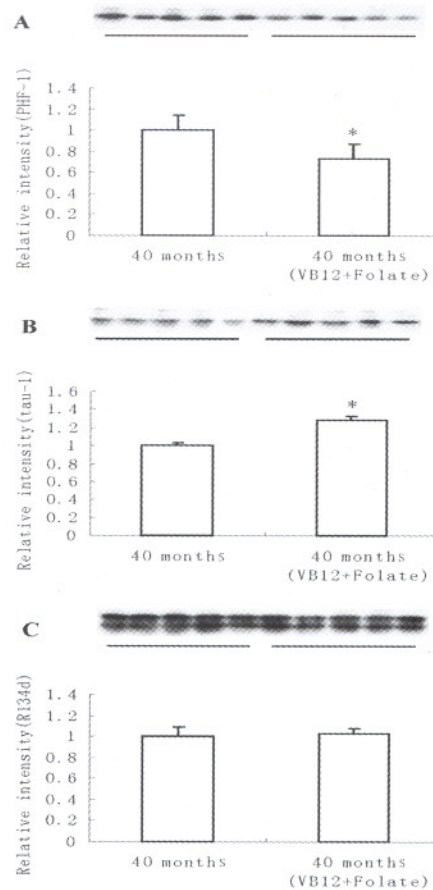 A
Relative intensity(PHF-1)
1.4
1.2
1
0.8
0.6
0.4
0.2
0
*
40 months
40 months
(VB12+Folate)
B
Relative intensity(tau-1)
1.6
1.4
1.2
1
0.8
0.6
0.4
0.2
0
*
40 months
40 months
(VB12+Folate)
C
Relative intensity(R134d)
1.4
1.2
1
0.8
0.6
0.4
0.2
0
40 months
40 months
(VB12+Folate)